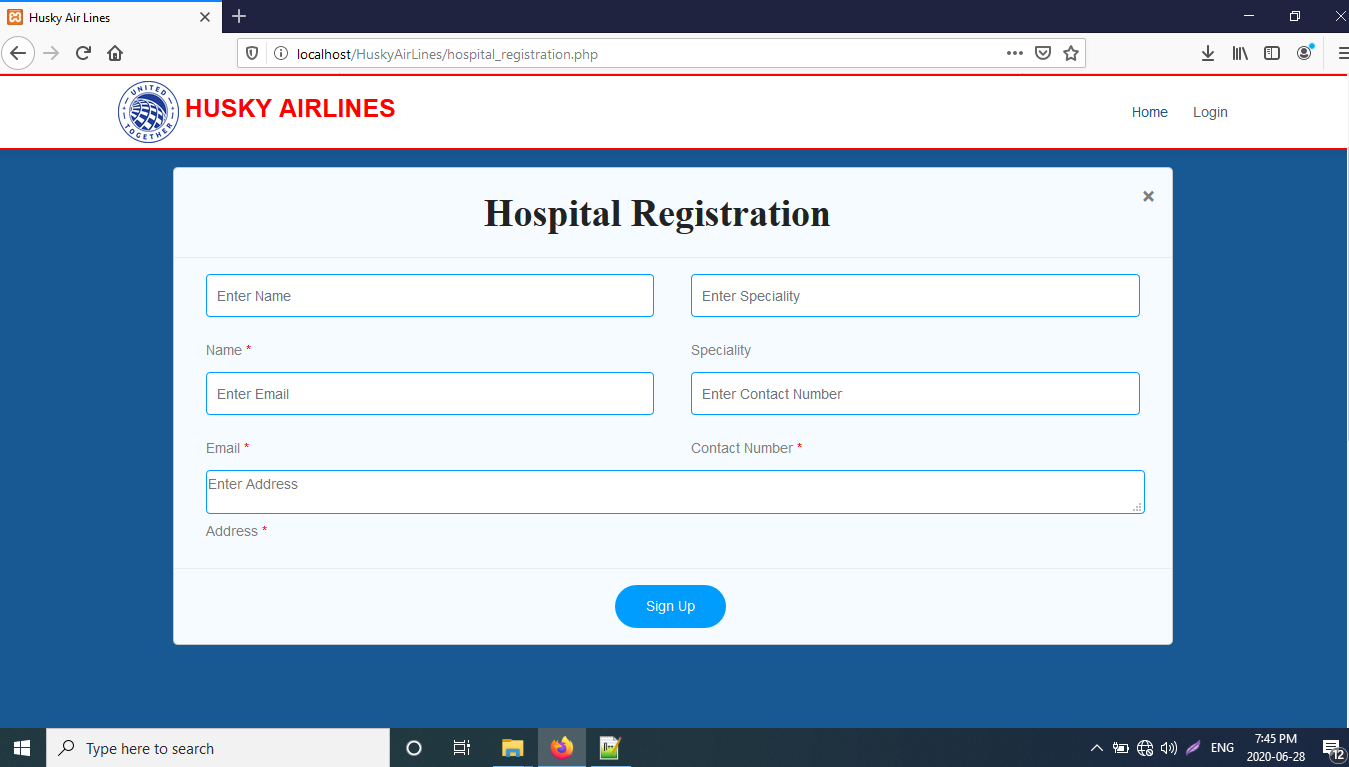 Husky Air Lines
localhost/HuskyAirLines/hospital_registration.php
UNITED
TOGETHER
HUSKY AIRLINES
Home
Login
Hospital Registration
×
Enter Name
Enter Speciality
Name *
Speciality
Enter Email
Enter Contact Number
Email *
Contact Number *
Enter Address
Address *
Sign Up
Type here to search
ENG
7:45 PM
2020-06-28
12